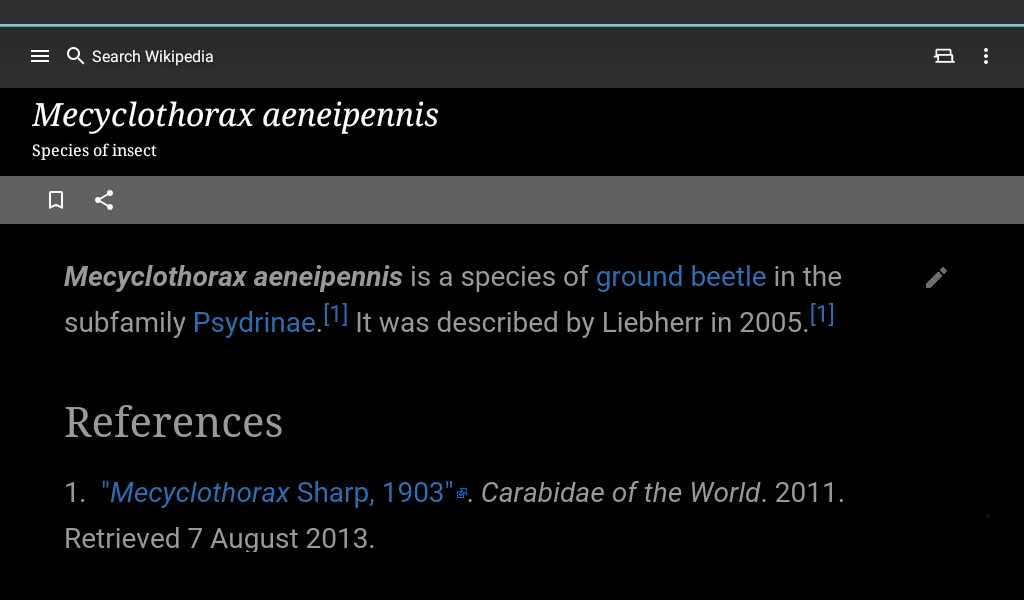 Search Wikipedia
Mecyclothorax aeneipennis
Species of insect
Mecyclothorax aeneipennis is a species of ground beetle in the
subfamily Psydrinae.[1] It was described by Liebherr in 2005.[1]
References
1. "Mecyclothorax Sharp, 1903". Carabidae of the World. 2011.
Retrieved 7 August 2013.